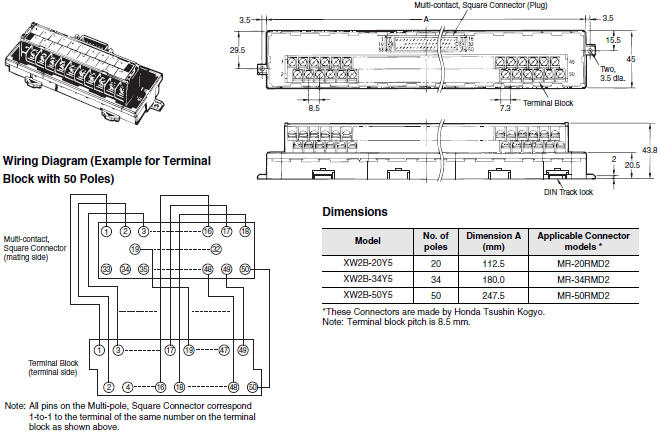 Multi-contact, Square Connector (Plug)
3.5
A
3.5
15.5
29.5
45
1
2
16
18
33
45
50
Two,
3.5 dia.
8.5
7.3
Terminal Block
2
20.5
43.8
DIN Track lock
Wiring Diagram (Example for Terminal
Block with 50 Poles)
1 2 3 16 17 18
Multi-contact,
Square Connector
(mating side)
19 32
33 34 35 48 49 50
1 3 17 19 47 49
Terminal Block
(terminal side)
2 4 16 18 48 50
Note: All pins on the Multi-pole, Square Connector correspond
1-to-1 to the terminal of the same number on the terminal
block as shown above.
Dimensions
Model No. of poles Dimension A (mm) Applicable Connector models *
XW2B-20Y5 20 112.5 MR-20RMD2
XW2B-34Y5 34 180.0 MR-34RMD2
XW2B-50Y5 50 247.5 MR-50RMD2
*These Connectors are made by Honda Tsushin Kogyo.
Note: Terminal block pitch is 8.5 mm.